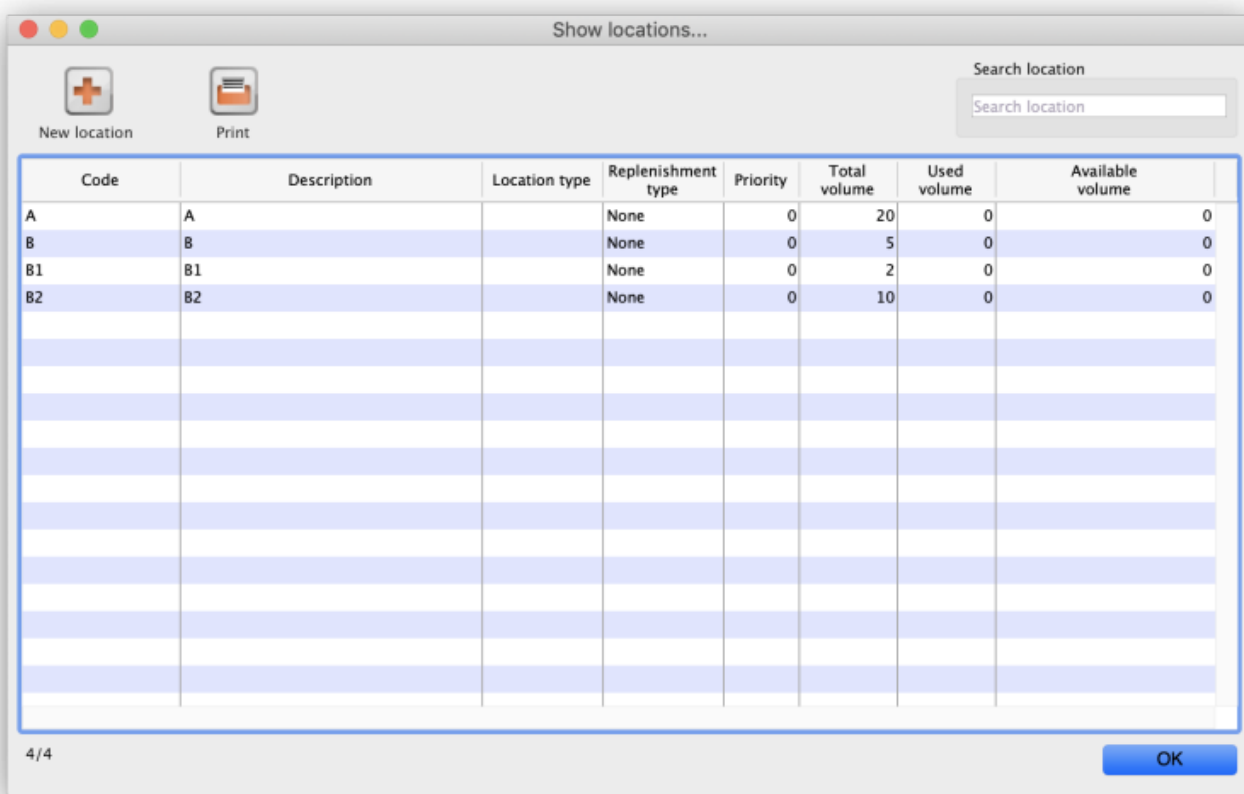 Show locations...
Search location
Search location
New location
Print
Code Description Location type Replenishment type Priority Total volume Used volume Available volume
A A None 0 20 0 0
B B None 0 5 0 0
B1 B1 None 0 2 0 0
B2 B2 None 0 10 0 0
4/4
OK